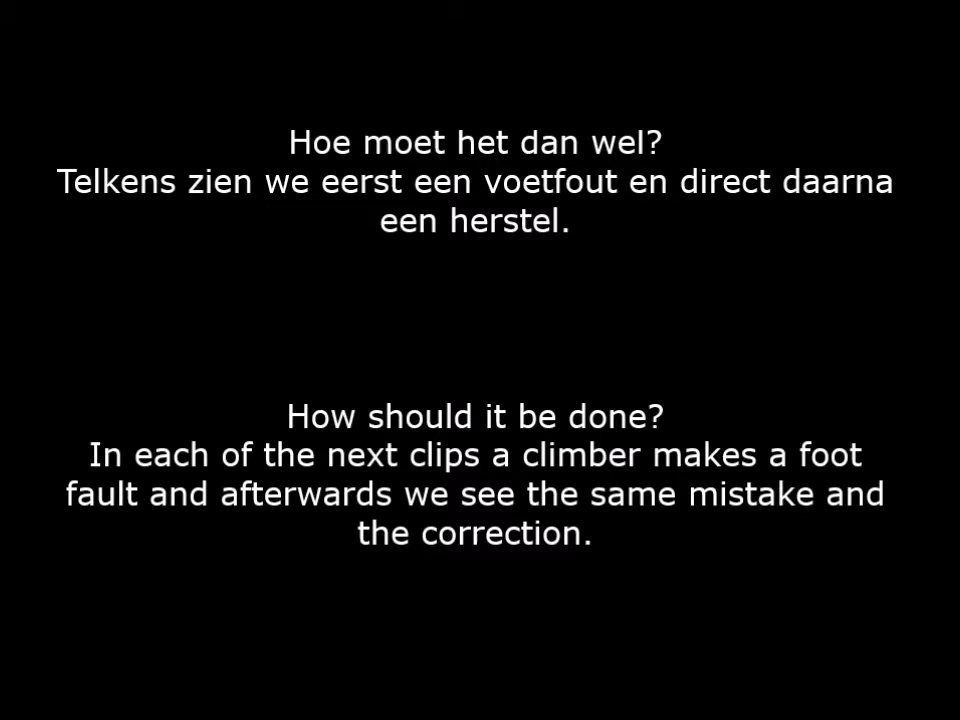 Hoe moet het dan wel?
Telkens zien we eerst een voetfout en direct daarna
een herstel.
How should it be done?
In each of the next clips a climber makes a foot
fault and afterwards we see the same mistake and
the correction.